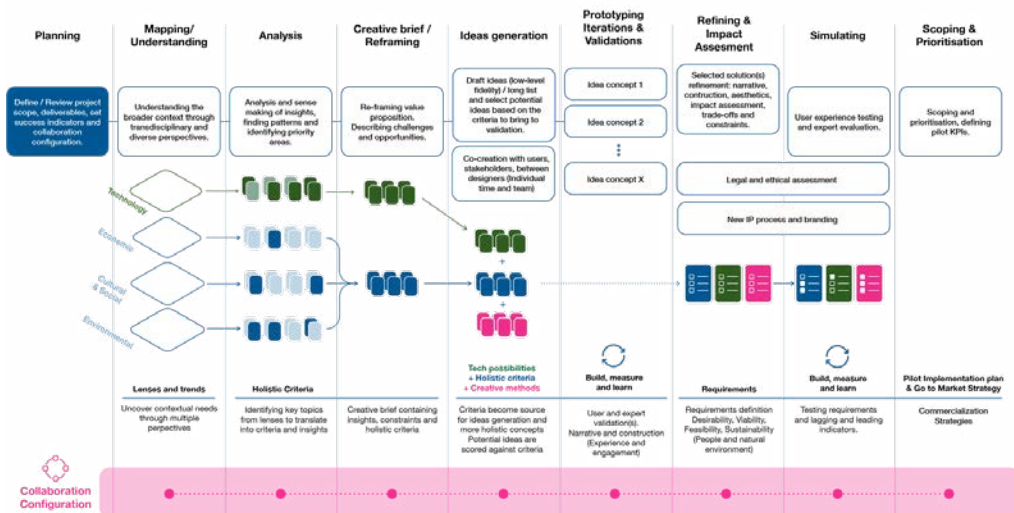 Planning
Mapping/
Understanding
Analysis
Creative brief /
Reframing
Ideas generation
Prototyping
Iterations &
Validations
Refining &
Impact
Assesment
Simulating
Scoping &
Prioritisation
Define / Review project
scope, deliverables, set
success indicators and
collaboration
configuration.
Understanding the
broader context through
transdisciplinary and
diverse perspectives.
Analysis and sense
making of insights,
finding patterns and
identifying priority
areas.
Re-framing value
proposition.
Describing challenges
and opportunities.
Draft ideas (low-level
fidelity) / long list
and select potential
ideas based on the
criteria to bring to
validation.
Co-creation with users,
stakeholders, between
designers (Individual
time and team)
Idea concept 1
Idea concept 2
Idea concept X
Selected solution(s)
refinement: narrative,
contruction, aesthetics,
impact assessment,
trade-offs and
constraints.
User experience testing
and expert evaluation.
Scoping and
prioritisation, defining
pilot KPIs.
Legal and ethical assessment
New IP process and branding
Technology
Economic
Cultural
& Social
Environmental
+
+
Lenses and trends
Uncover contextual needs
through multiple
perpectives
Holistic Criteria
Identifying key topics
from lenses to translate
into criteria and insights
Creative brief containing
insights, constraints and
holistic criteria
Tech possibilities
+ Holistic criteria
+ Creative methods
Criteria become source
for ideas generation and
more holistic concepts
Potential ideas are
scored against criteria
Build, measure
and learn
User and expert
validation(s).
Narrative and construction
(Experience and
engagement)
Requirements
Requirements definition
Desirability, Viability,
Feasibility, Sustainability
(People and natural
environment)
Build, measure
and learn
Testing requirements
and lagging and leading
indicators.
Pilot Implementation plan
& Go to Market Strategy
Commercialization
Strategies
Collaboration
Configuration